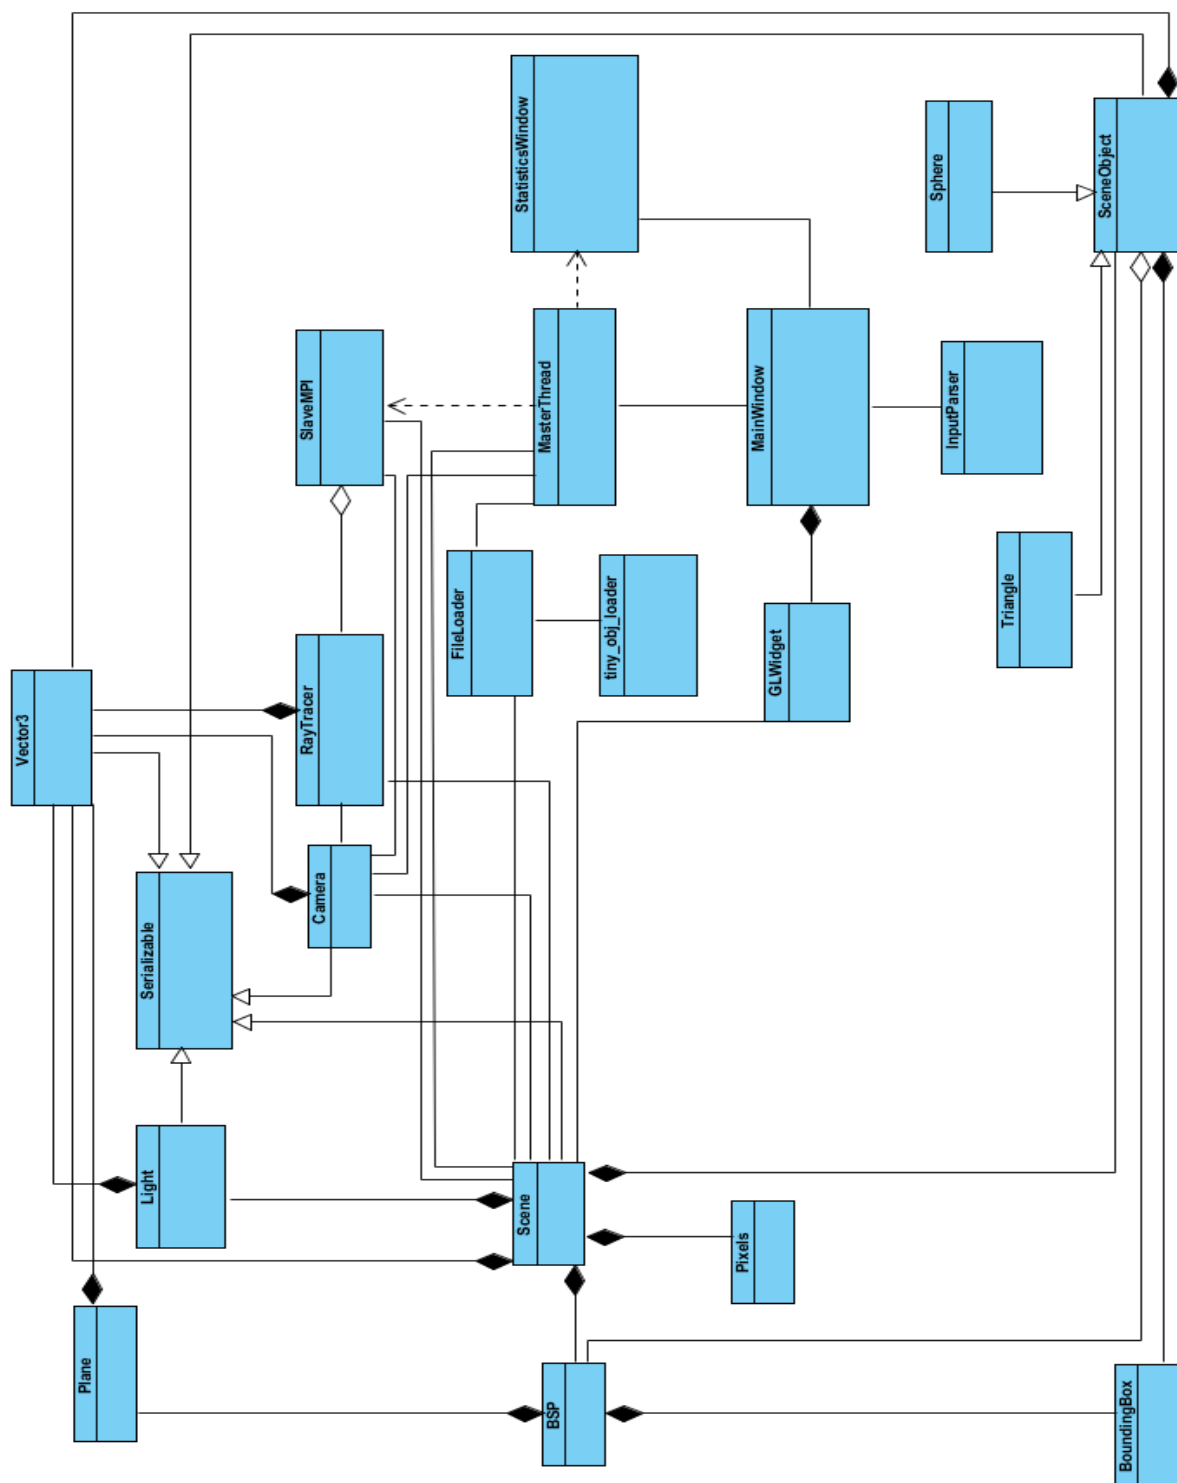 StatisticsWindow
Sphere
SceneObject
SlaveMPI
MasterThread
MainWindow
InputParser
Vector3
RayTracer
FileLoader
tiny_obj_loader
GLWidget
Triangle
Serializable
Camera
Light
Scene
Pixels
Plane
BSP
BoundingBox